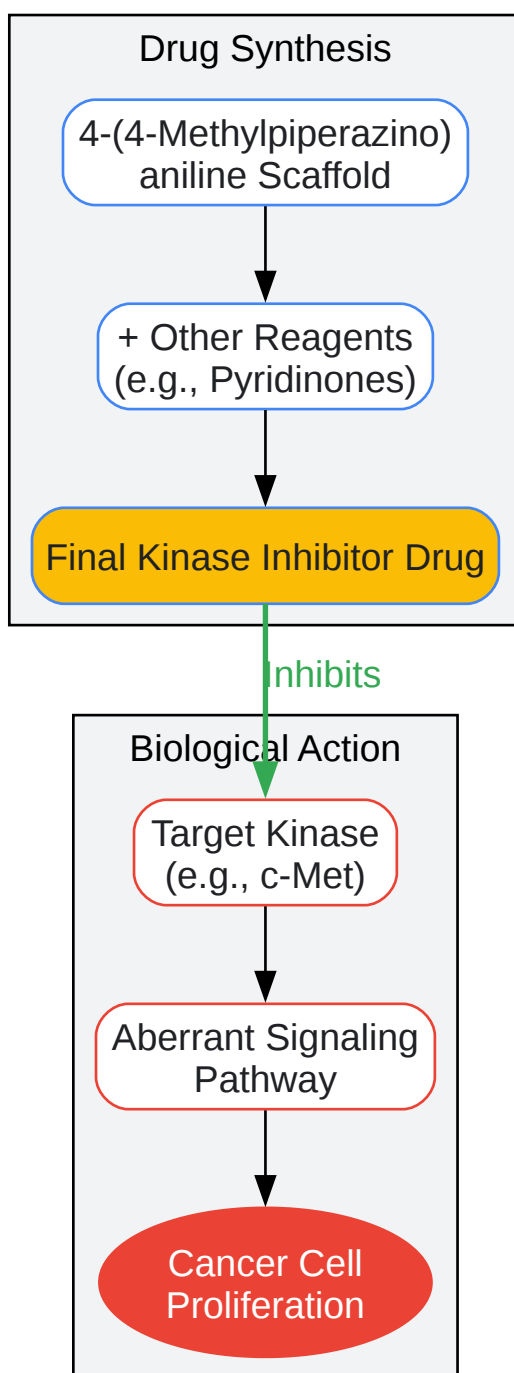 Drug Synthesis
4-(4-Methylpiperazino)
aniline Scaffold
+ Other Reagents
(e.g., Pyridinones)
Final Kinase Inhibitor Drug
Inhibits
Biological Action
Target Kinase
(e.g., c-Met)
Aberrant Signaling
Pathway
Cancer Cell
Proliferation